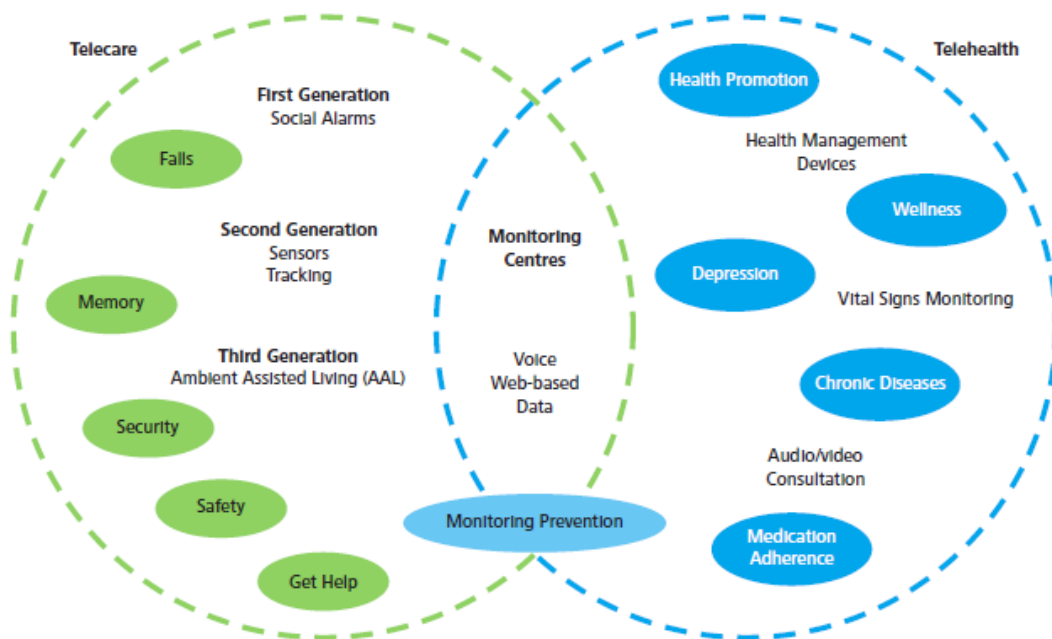 Telecare
First Generation
Social Alarms
Falls
Second Generation
Sensors
Tracking
Memory
Third Generation
Ambient Assisted Living (AAL)
Security
Safety
Get Help
Monitoring
Centres
Voice
Web-based
Data
Monitoring Prevention
Telehealth
Health Promotion
Health Management
Devices
Wellness
Depression
Vital Signs Monitoring
Chronic Diseases
Audio/video
Consultation
Medication
Adherence